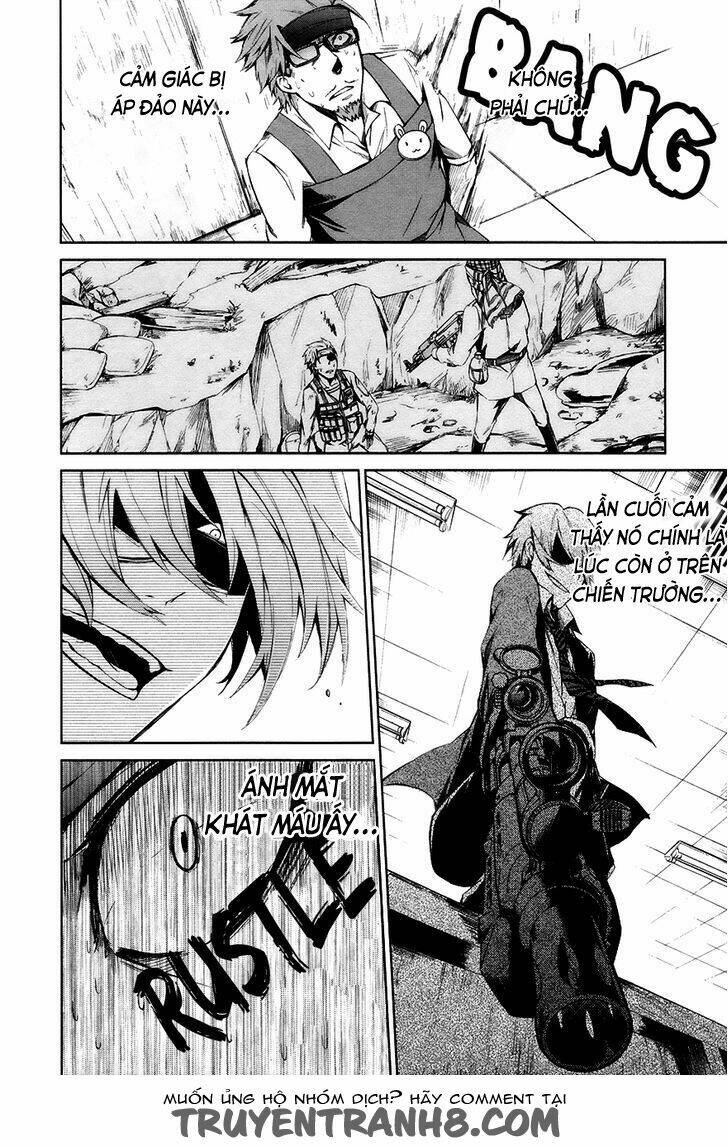 KHÔNG
PHẢI CHỨ...
BANG
CẢM GIÁC BỊ
ÁP ĐẢO NÀY...
LẦN CUỐI CẢM
THẤY NÓ CHÍNH LÀ
LÚC CÒN Ở TRÊN
CHIẾN TRƯỜNG...
ÁNH MẮT
KHÁT MÁU ẤY...
RUSTLE
MUỐN ỦNG HỘ NHÓM DỊCH? HÃY COMMENT TẠI
TRUYENTRANH8.COM